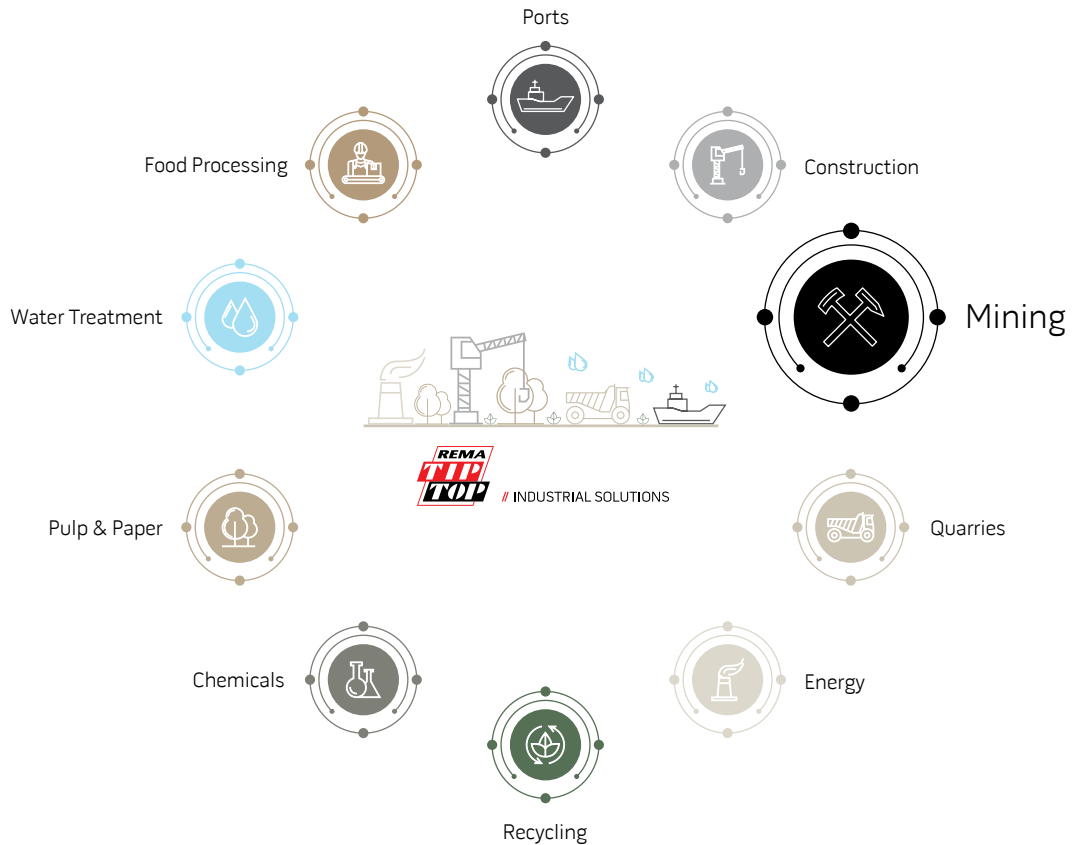 Ports
Food Processing
Construction
Water Treatment
Mining
REMA
TIP
TOP
// INDUSTRIAL SOLUTIONS
Pulp & Paper
Quarries
Chemicals
Energy
Recycling